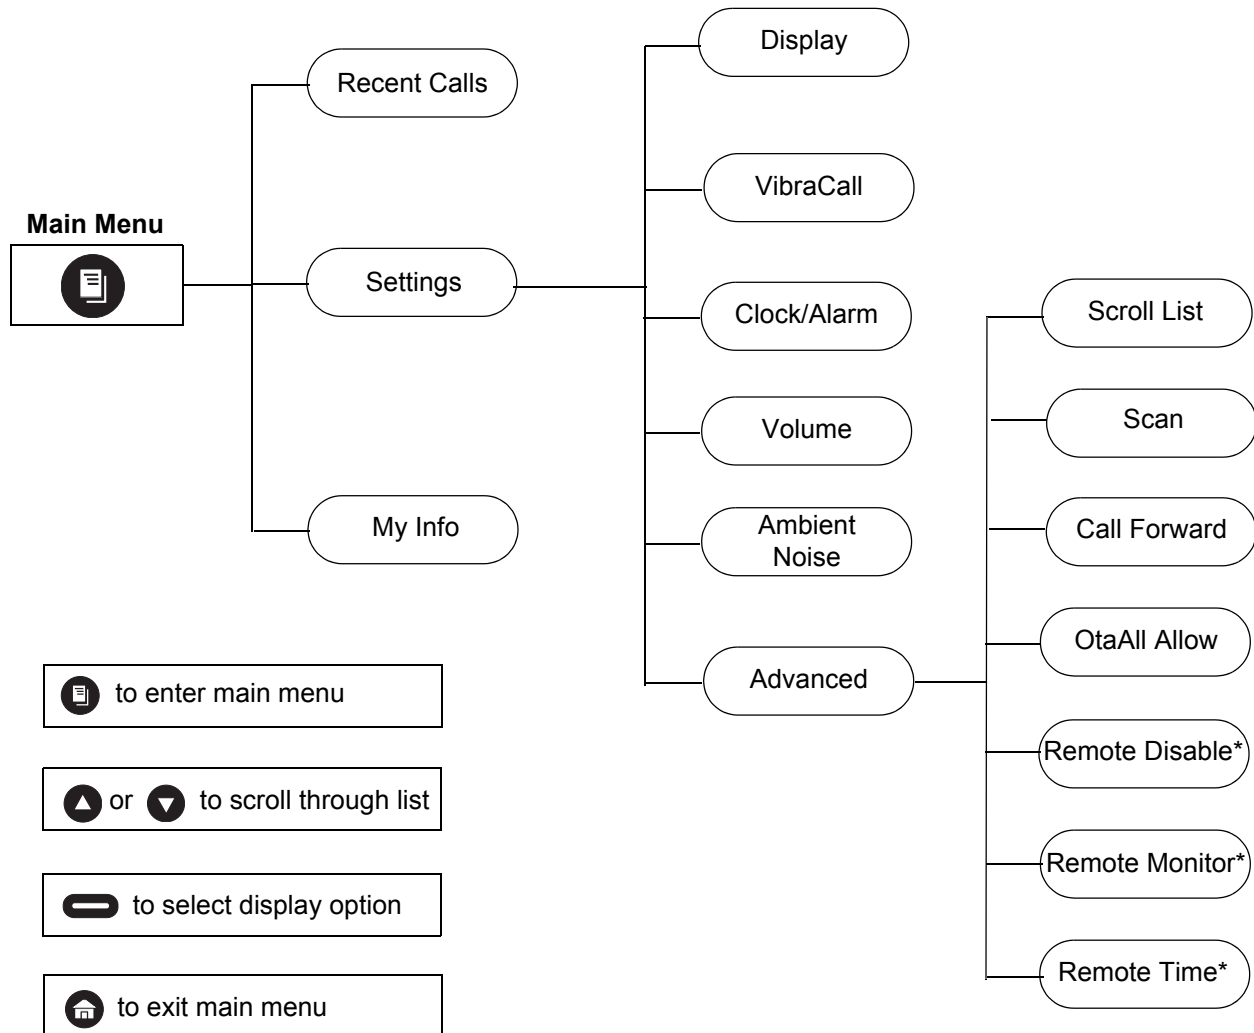 Main Menu
Recent Calls
Settings
My Info
Display
VibraCall
Clock/Alarm
Volume
Ambient
Noise
Advanced
Scroll List
Scan
Call Forward
OtaAll Allow
Remote Disable*
Remote Monitor*
Remote Time*
to enter main menu
or to scroll through list
to select display option
to exit main menu